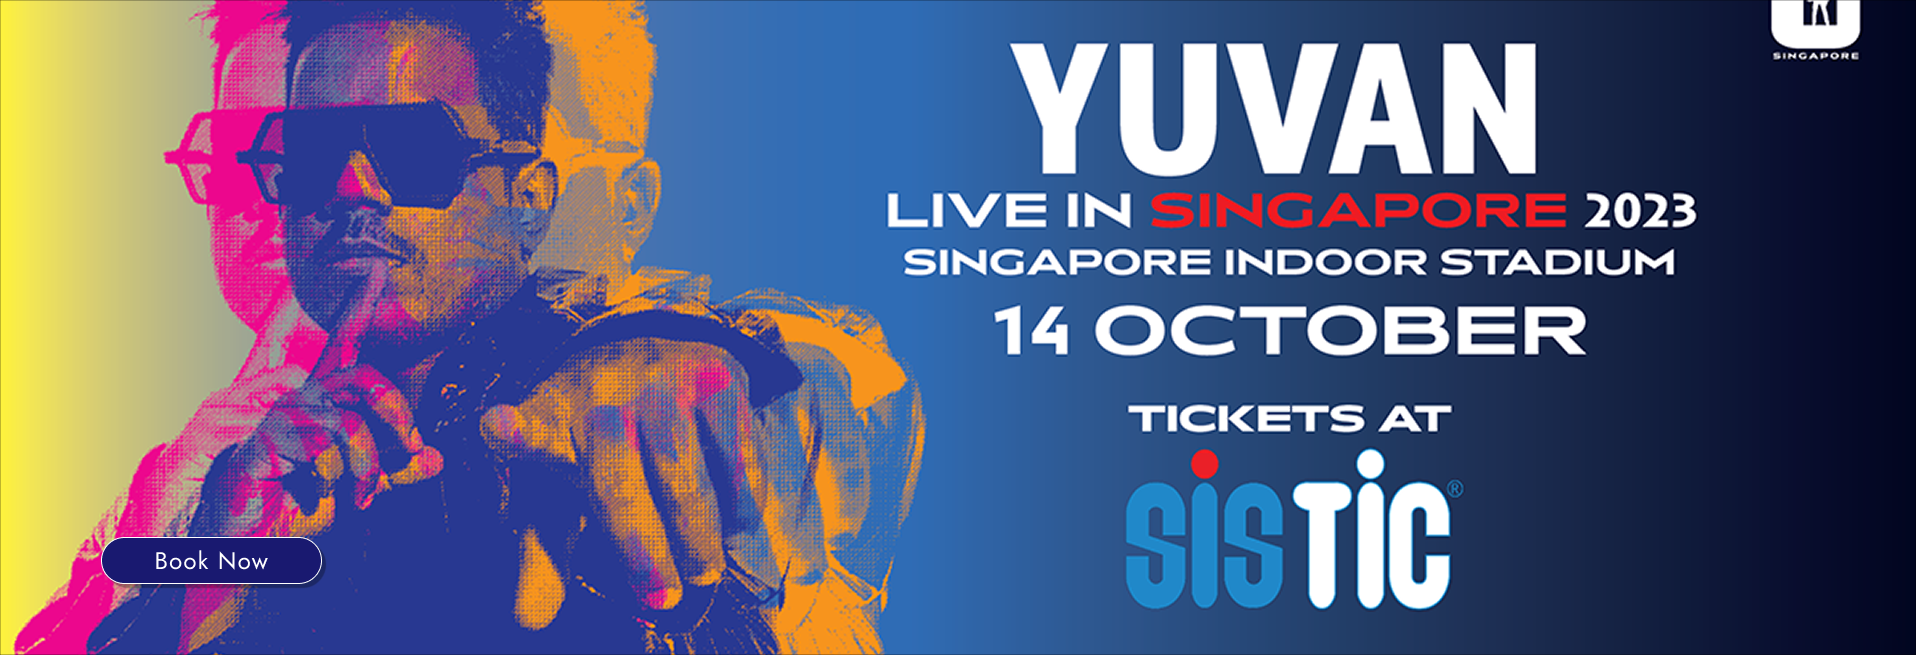 SINGAPORE
YUVAN
LIVE IN SINGAPORE 2023
SINGAPORE INDOOR STADIUM
14 OCTOBER
TICKETS AT
SISTIC®
Book Now